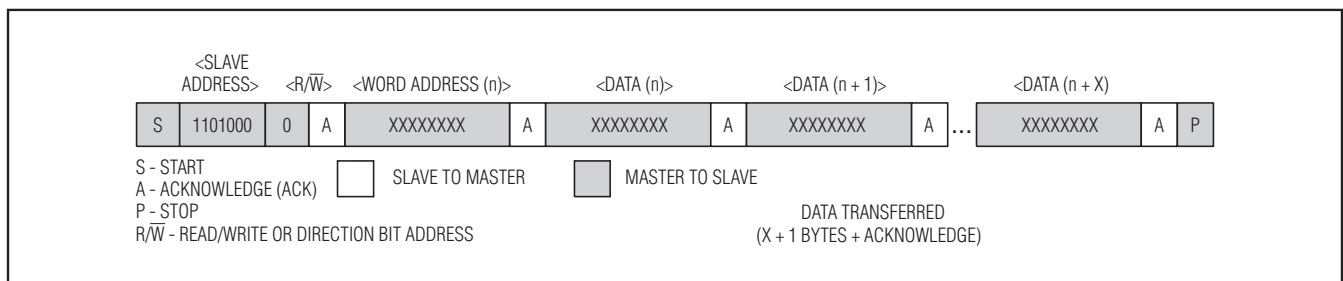 <SLAVE
ADDRESS> <R/W̅> <WORD ADDRESS (n)> <DATA (n)> <DATA (n + 1)> <DATA (n + X)
S 1101000 0 A XXXXXXXX A XXXXXXXX A XXXXXXXX A ... XXXXXXXX A P
S - START
A - ACKNOWLEDGE (ACK) SLAVE TO MASTER MASTER TO SLAVE
P - STOP
R/W̅ - READ/WRITE OR DIRECTION BIT ADDRESS
DATA TRANSFERRED
(X + 1 BYTES + ACKNOWLEDGE)